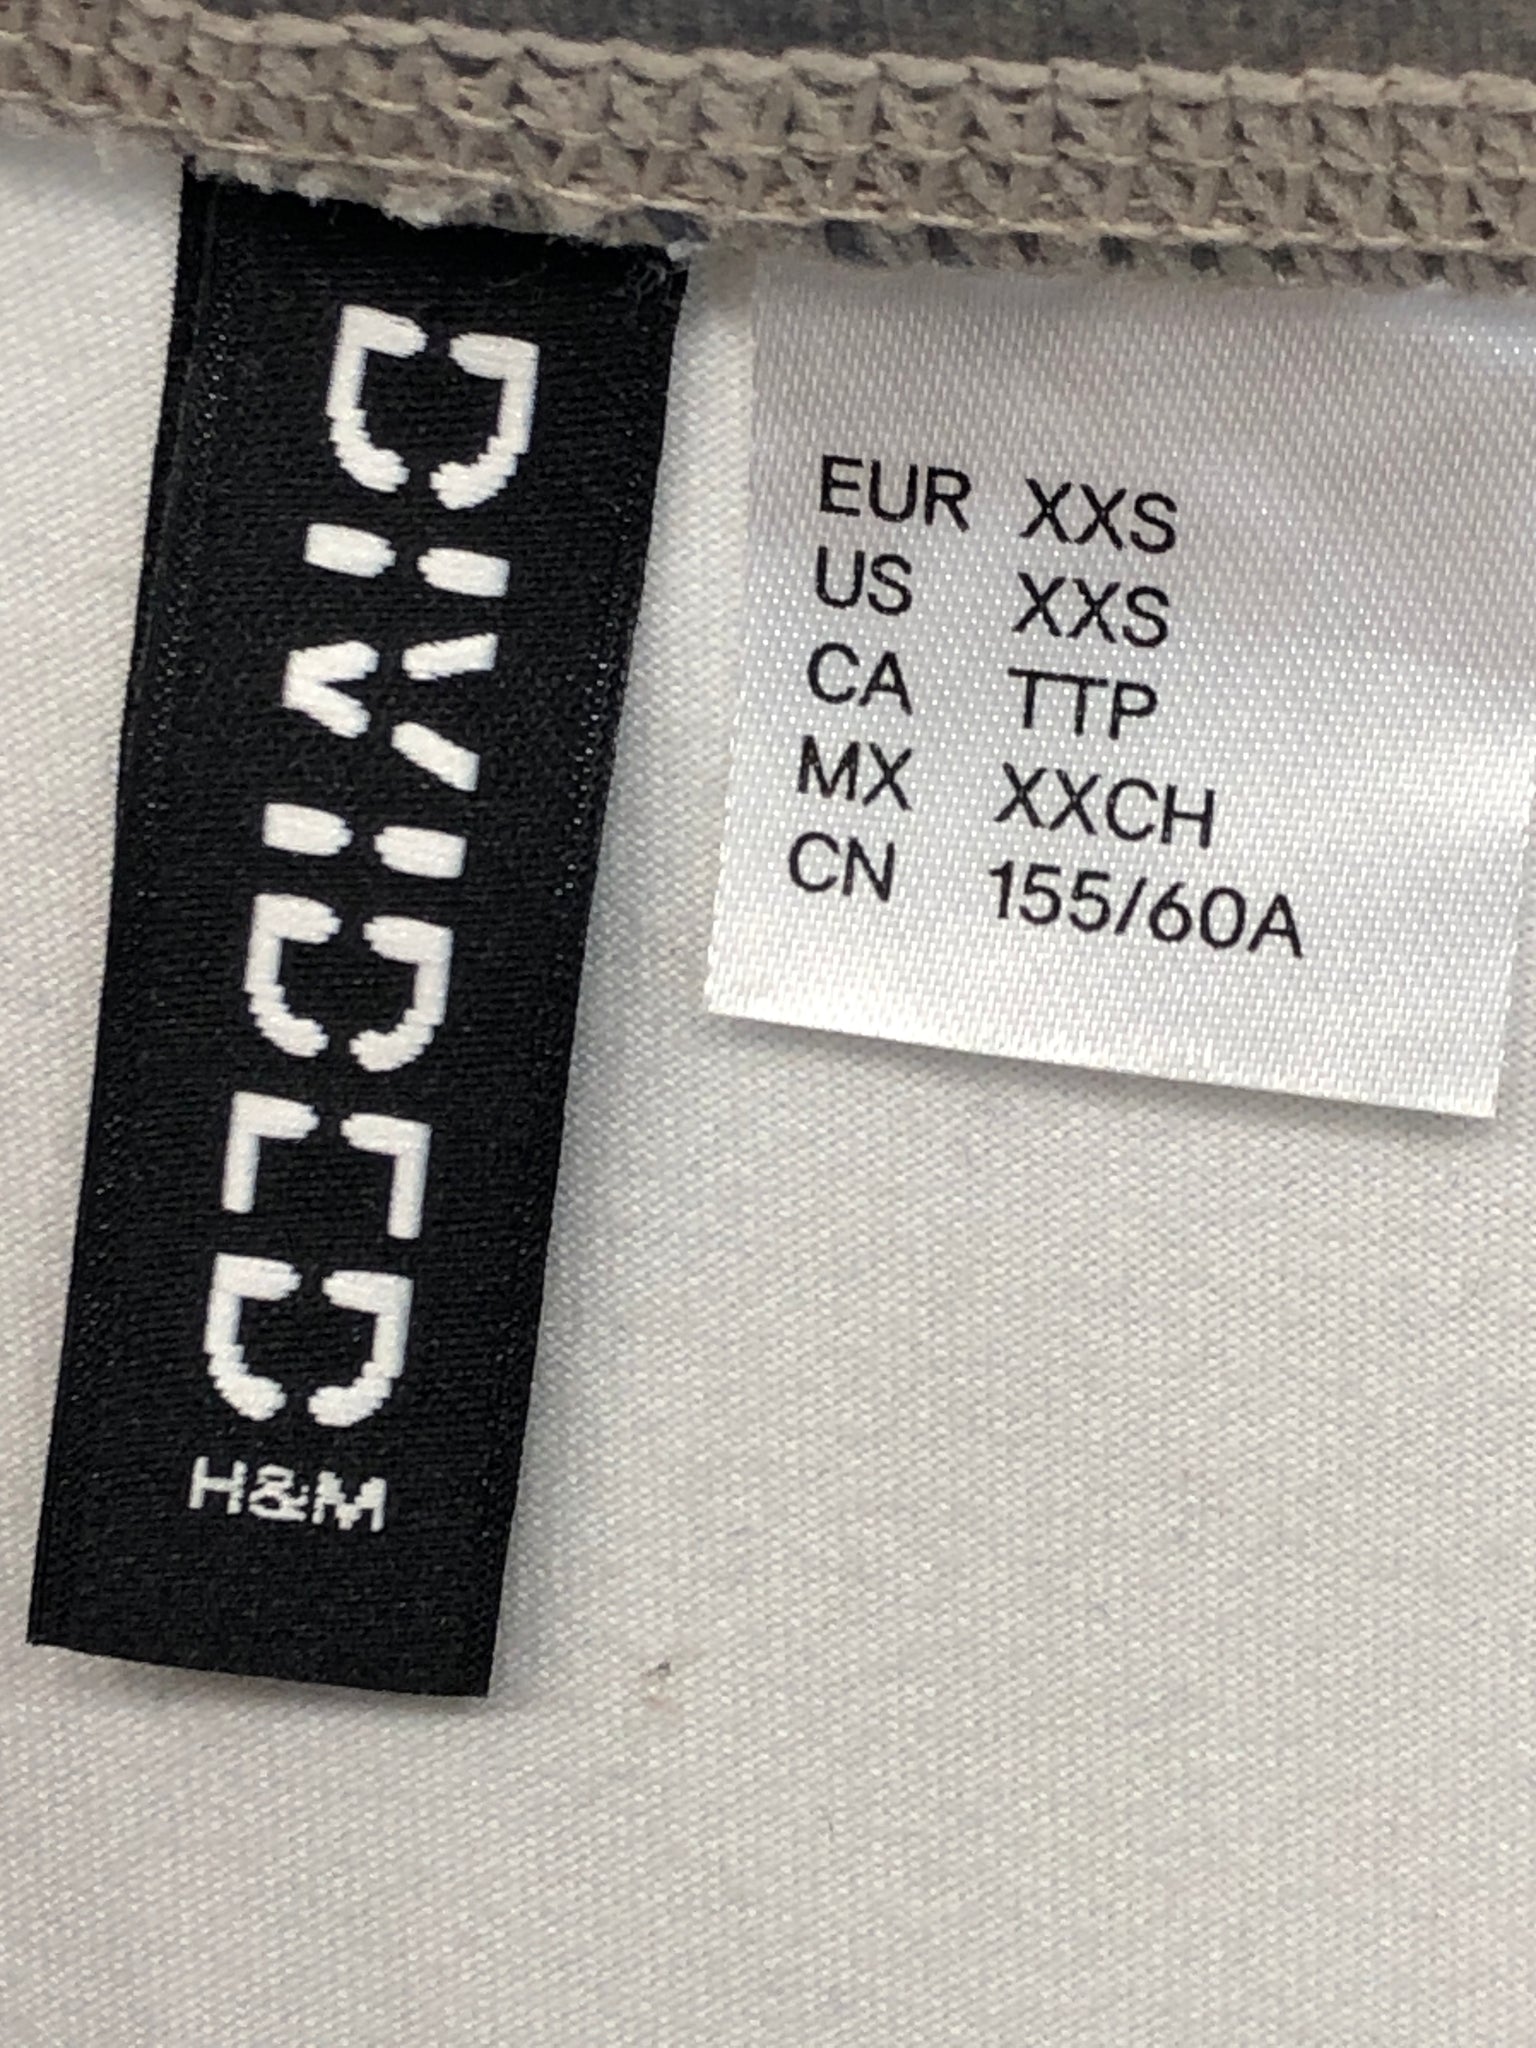 DIVIDED
H&M
EUR XXS
US XXS
CA TTP
MX XXCH
CN 155/60A